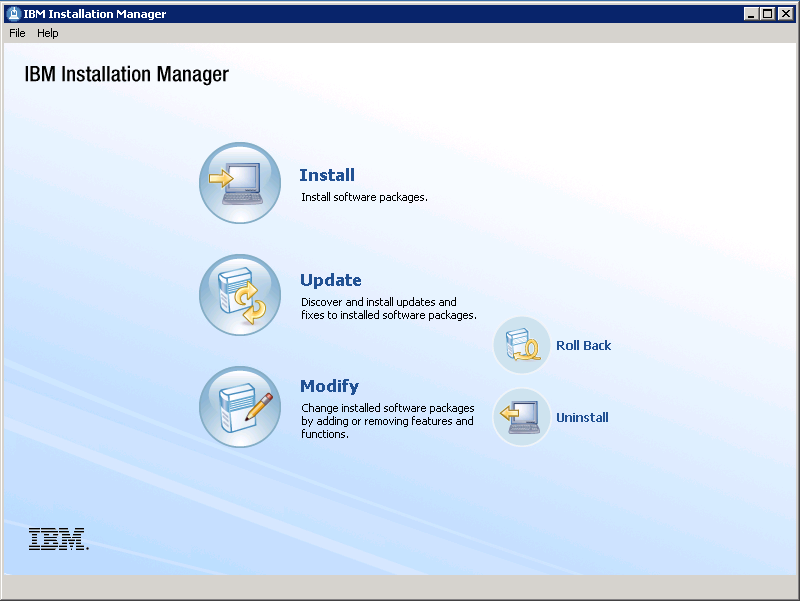 IBM Installation Manager
File Help
IBM Installation Manager
Install
Install software packages.
Update
Discover and install updates and
fixes to installed software packages.
Roll Back
Modify
Change installed software packages
by adding or removing features and
functions.
Uninstall
IBM.